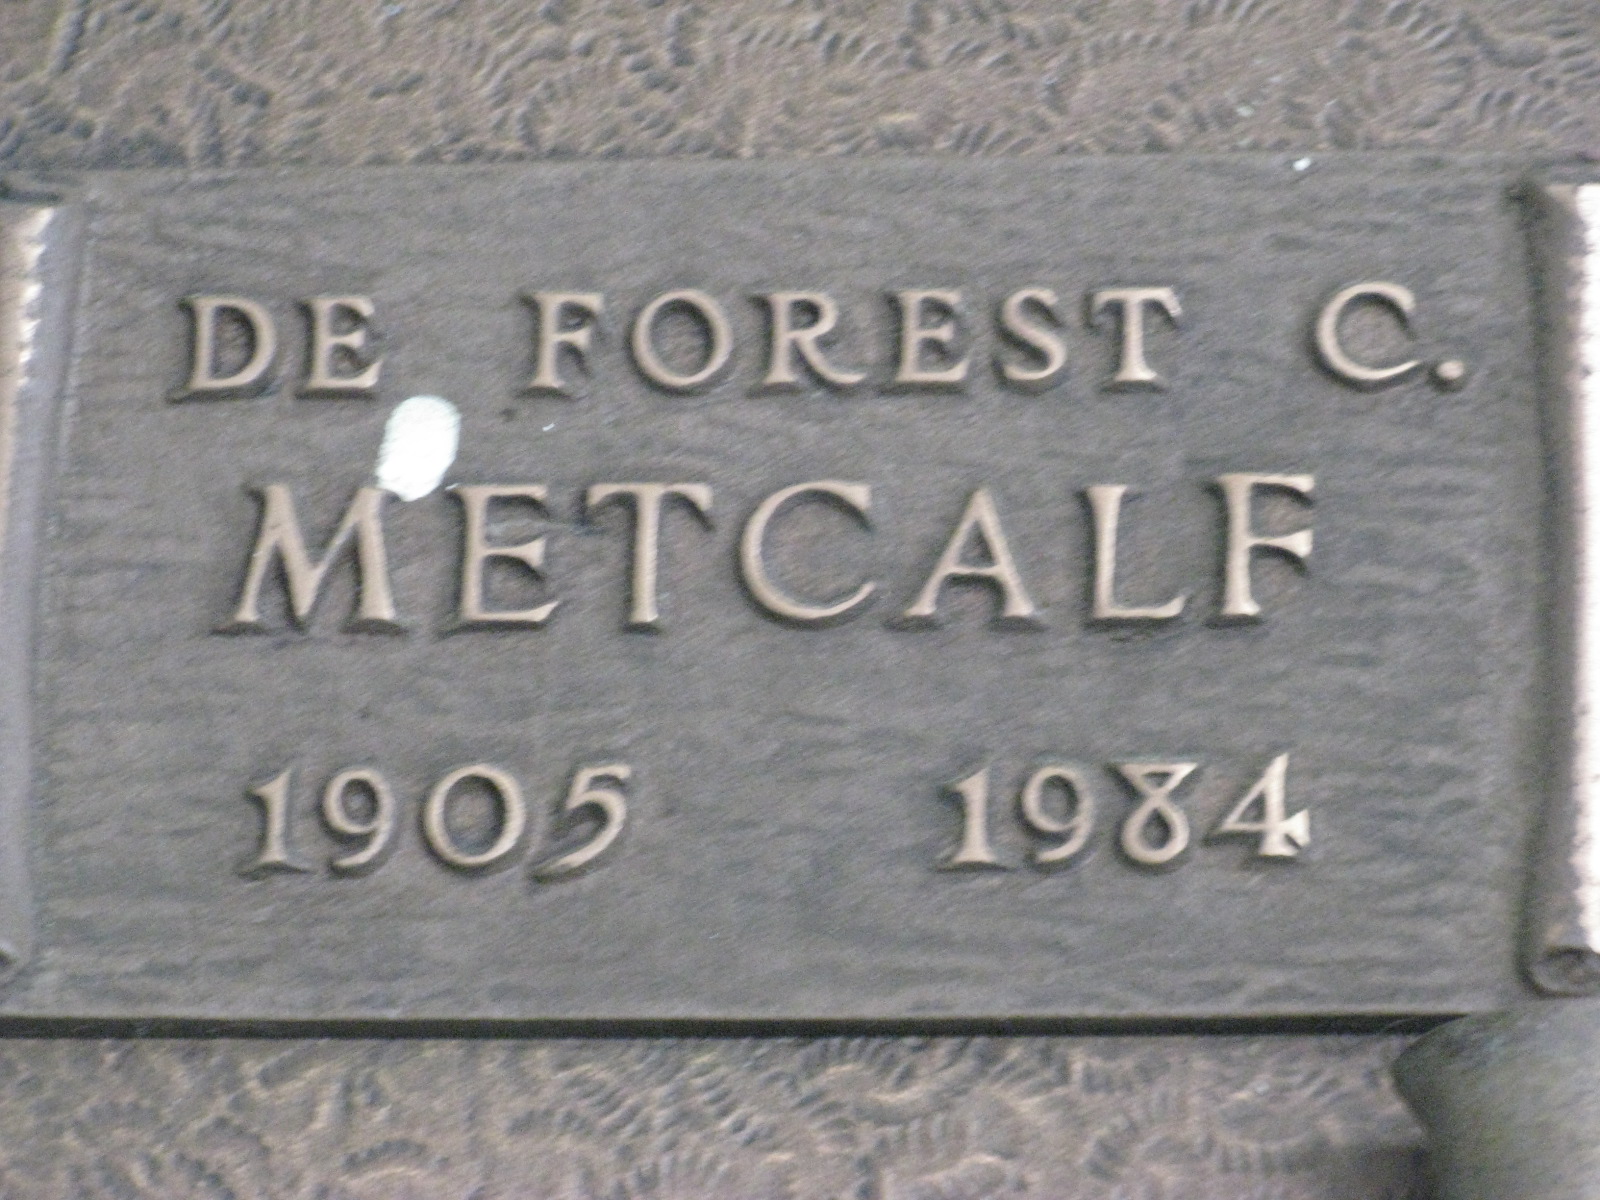 DE FOREST C.
METCALF
1905 1984